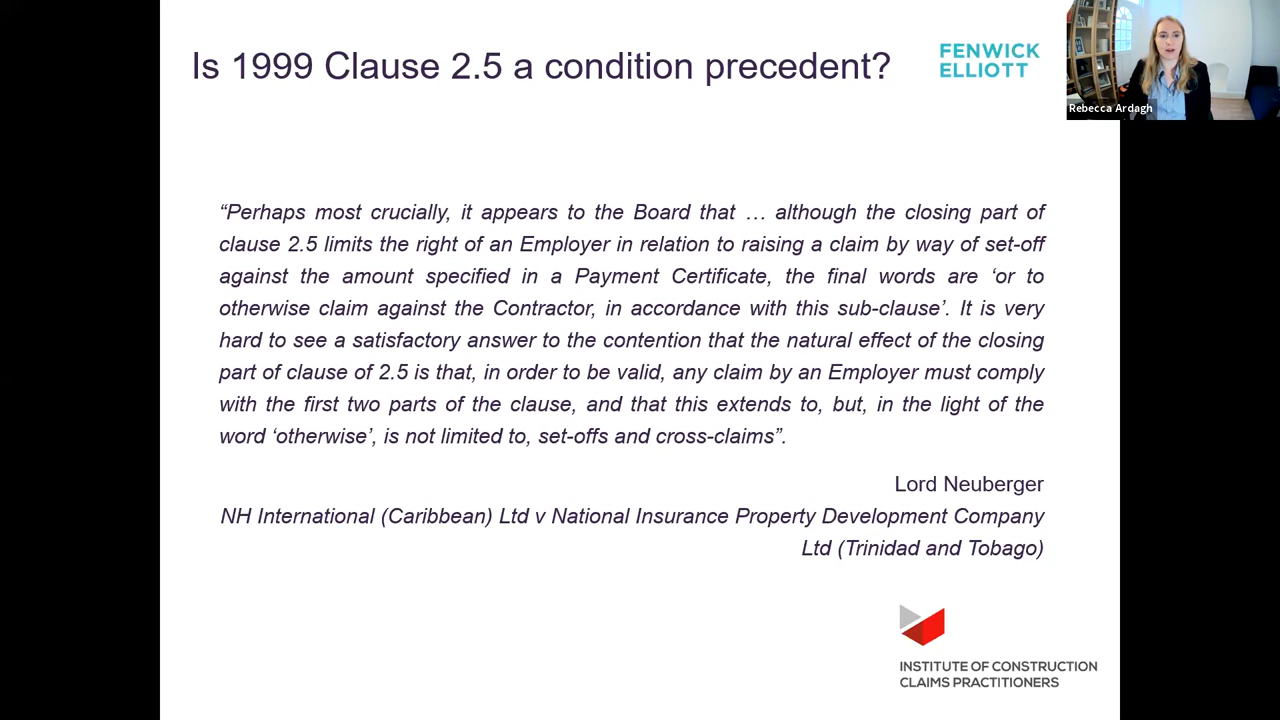 Is 1999 Clause 2.5 a condition precedent?
FENWICK
ELLIOTT
Rebecca Ardagh
“Perhaps most crucially, it appears to the Board that … although the closing part of
clause 2.5 limits the right of an Employer in relation to raising a claim by way of set-off
against the amount specified in a Payment Certificate, the final words are ‘or to
otherwise claim against the Contractor, in accordance with this sub-clause’. It is very
hard to see a satisfactory answer to the contention that the natural effect of the closing
part of clause of 2.5 is that, in order to be valid, any claim by an Employer must comply
with the first two parts of the clause, and that this extends to, but, in the light of the
word ‘otherwise’, is not limited to, set-offs and cross-claims”.
Lord Neuberger
NH International (Caribbean) Ltd v National Insurance Property Development Company
Ltd (Trinidad and Tobago)
INSTITUTE OF CONSTRUCTION
CLAIMS PRACTITIONERS